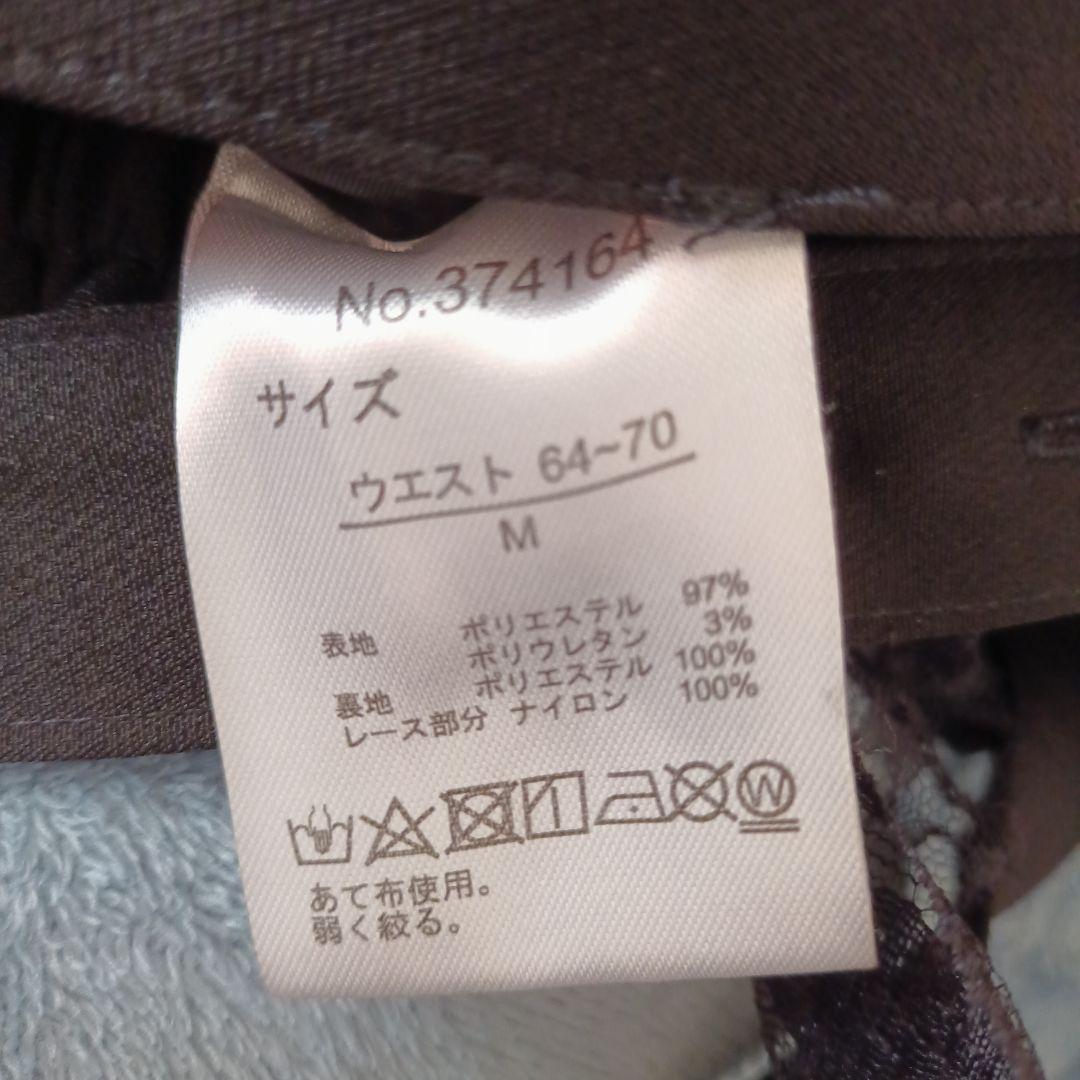 No.374164
サイズ
ウエスト 64~70
M
表地 ポリエステル 97%
ポリウレタン 3%
裏地 ポリエステル 100%
レース部分 ナイロン 100%
W
あて布使用。
弱く絞る。